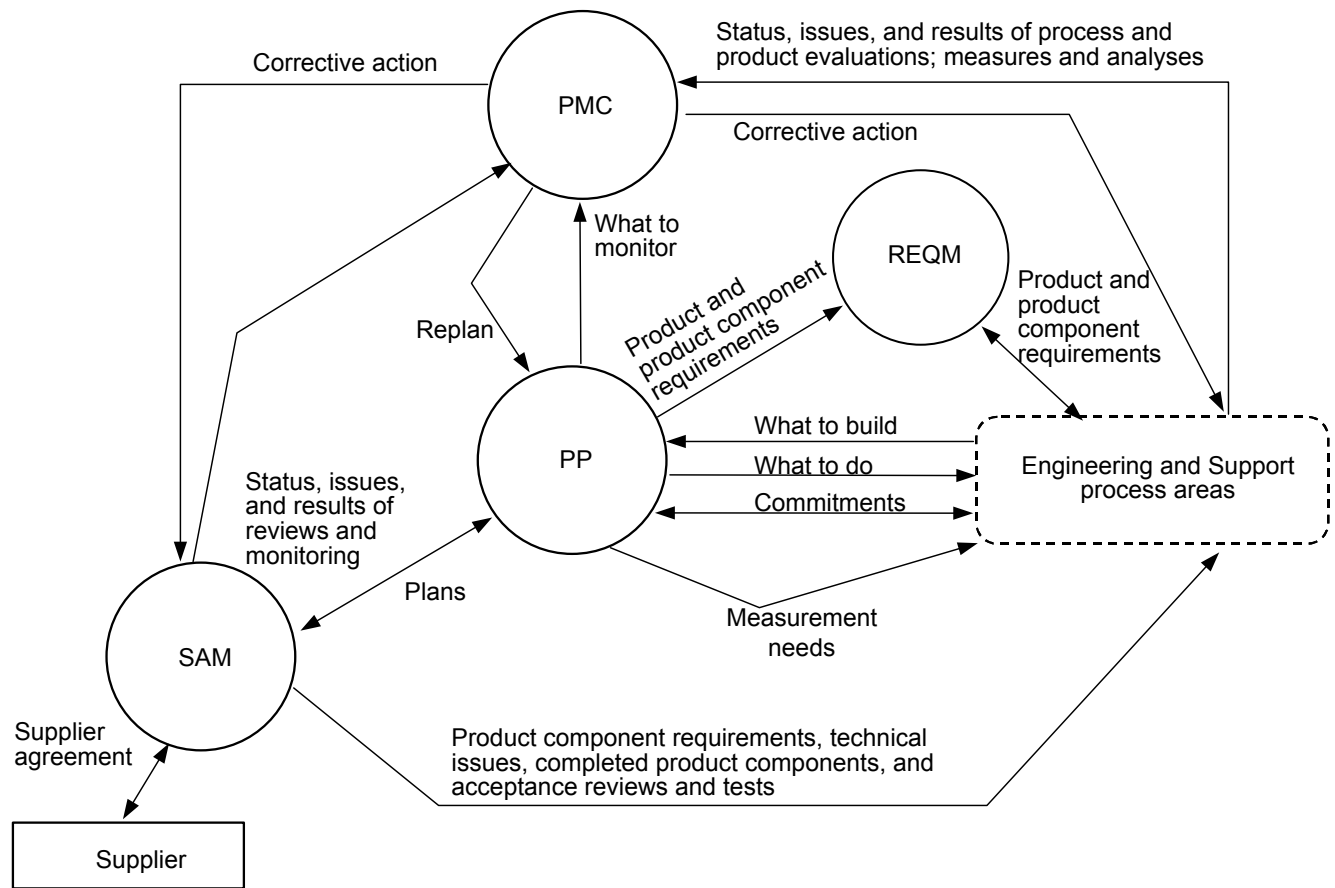 Status, issues, and results of process and
product evaluations; measures and analyses
Corrective action
PMC
Corrective action
What to
monitor
REQM
Product and
product component
requirements
Product and
product
component
requirements
Replan
What to build
PP
What to do
Engineering and Support
process areas
Commitments
Status, issues,
and results of
reviews and
monitoring
Plans
Measurement
needs
SAM
Supplier
agreement
Product component requirements, technical
issues, completed product components, and
acceptance reviews and tests
Supplier